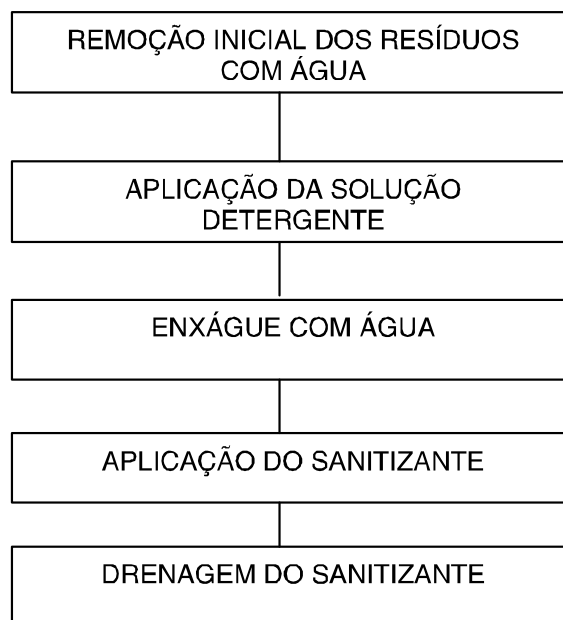 REMOÇÃO INICIAL DOS RESÍDUOS
COM ÁGUA
APLICAÇÃO DA SOLUÇÃO
DETERGENTE
ENXÁGUE COM ÁGUA
APLICAÇÃO DO SANITIZANTE
DRENAGEM DO SANITIZANTE